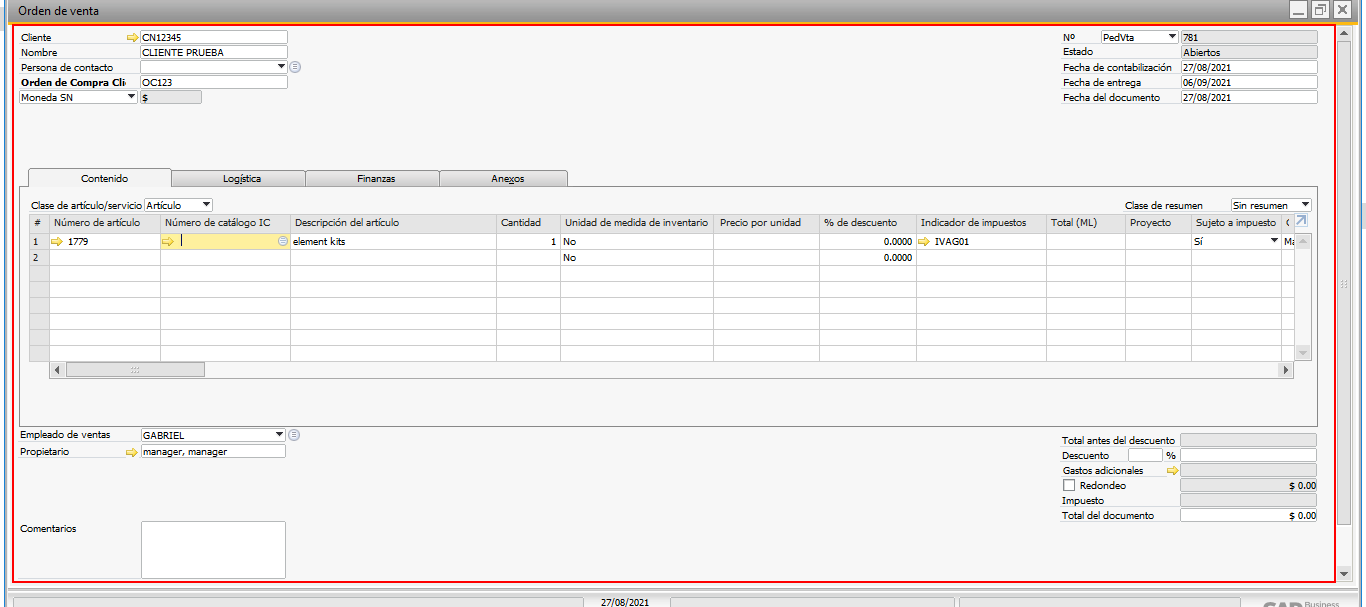 Orden de venta
Cliente CN12345
Nombre CLIENTE PRUEBA
Persona de contacto
Orden de Compra Cli OC123
Moneda SN $
Nº PedVta 781
Estado Abiertos
Fecha de contabilización 27/08/2021
Fecha de entrega 06/09/2021
Fecha del documento 27/08/2021
Contenido Logística Finanzas Anexos
Clase de artículo/servicio Artículo Clase de resumen Sin resumen
# Número de artículo Número de catálogo IC Descripción del artículo Cantidad Unidad de medida de inventario Precio por unidad % de descuento Indicador de impuestos Total (ML) Proyecto Sujeto a impuesto
1 1779 element kits 1 No 0.0000 IVAG01 Sí Ma
2 No 0.0000
Empleado de ventas GABRIEL
Propietario manager, manager
Comentarios
Total antes del descuento
Descuento %
Gastos adicionales
Redondeo $ 0.00
Impuesto
Total del documento $ 0.00
27/08/2021
SAP Business